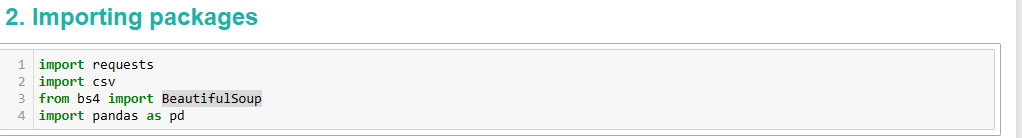 2. Importing packages
1 import requests
2 import csv
3 from bs4 import BeautifulSoup
4 import pandas as pd